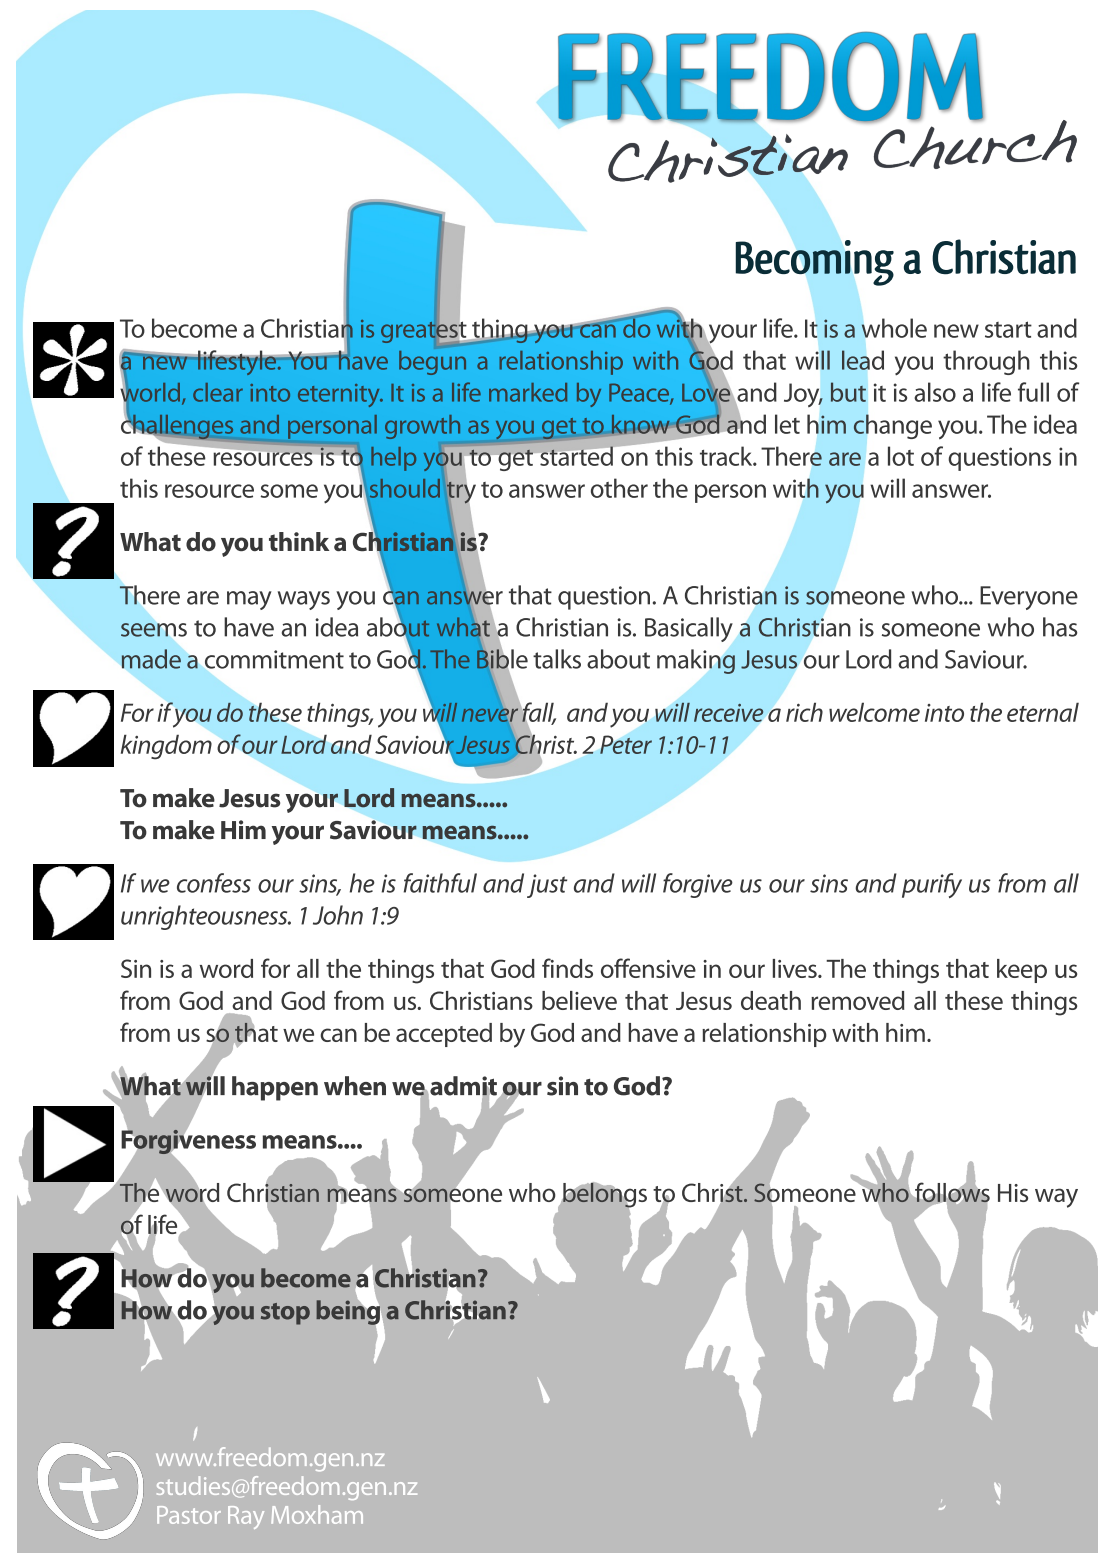 FREEDOM
Christian Church
Becoming a Christian
To become a Christian is greatest thing you can do with your life. It is a whole new start and
a new lifestyle. You have begun a relationship with God that will lead you through this
world, clear into eternity. It is a life marked by Peace, Love and Joy, but it is also a life full of
challenges and personal growth as you get to know God and let him change you. The idea
of these resources is to help you to get started on this track. There are a lot of questions in
this resource some you should try to answer other the person with you will answer.
What do you think a Christian is?
There are may ways you can answer that question. A Christian is someone who... Everyone
seems to have an idea about what a Christian is. Basically a Christian is someone who has
made a commitment to God. The Bible talks about making Jesus our Lord and Saviour.
For if you do these things, you will never fall,  and you will receive a rich welcome into the eternal
kingdom of our Lord and Saviour Jesus Christ. 2 Peter 1:10-11
To make Jesus your Lord means.....
To make Him your Saviour means.....
If we confess our sins, he is faithful and just and will forgive us our sins and purify us from all
unrighteousness. 1 John 1:9
Sin is a word for all the things that God finds offensive in our lives. The things that keep us
from God and God from us. Christians believe that Jesus death removed all these things
from us so that we can be accepted by God and have a relationship with him.
What will happen when we admit our sin to God?
Forgiveness means....
The word Christian means someone who belongs to Christ. Someone who follows His way
of life
How do you become a Christian?
How do you stop being a Christian?
www.freedom.gen.nz
studies@freedom.gen.nz
Pastor Ray Moxham